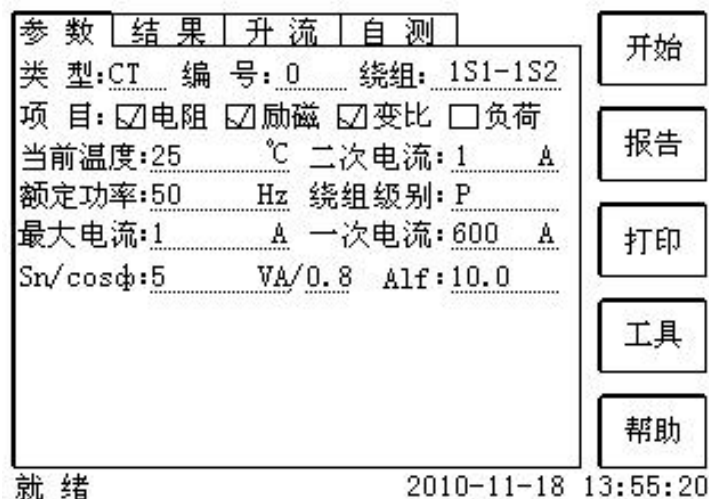 参 数 结 果 升 流 自 测
类 型:CT 编 号:0 绕组: 1S1-1S2
项 目: ☑电阻 ☑励磁 ☑变比 ☐负荷
当前温度:25 ℃ 二次电流:1 A
额定功率:50 Hz 绕组级别:P
最大电流:1 A 一次电流:600 A
Sn/cosф:5 VA/0.8 Alf:10.0
开始
报告
打印
工具
帮助
就 绪 2010-11-18 13:55:20